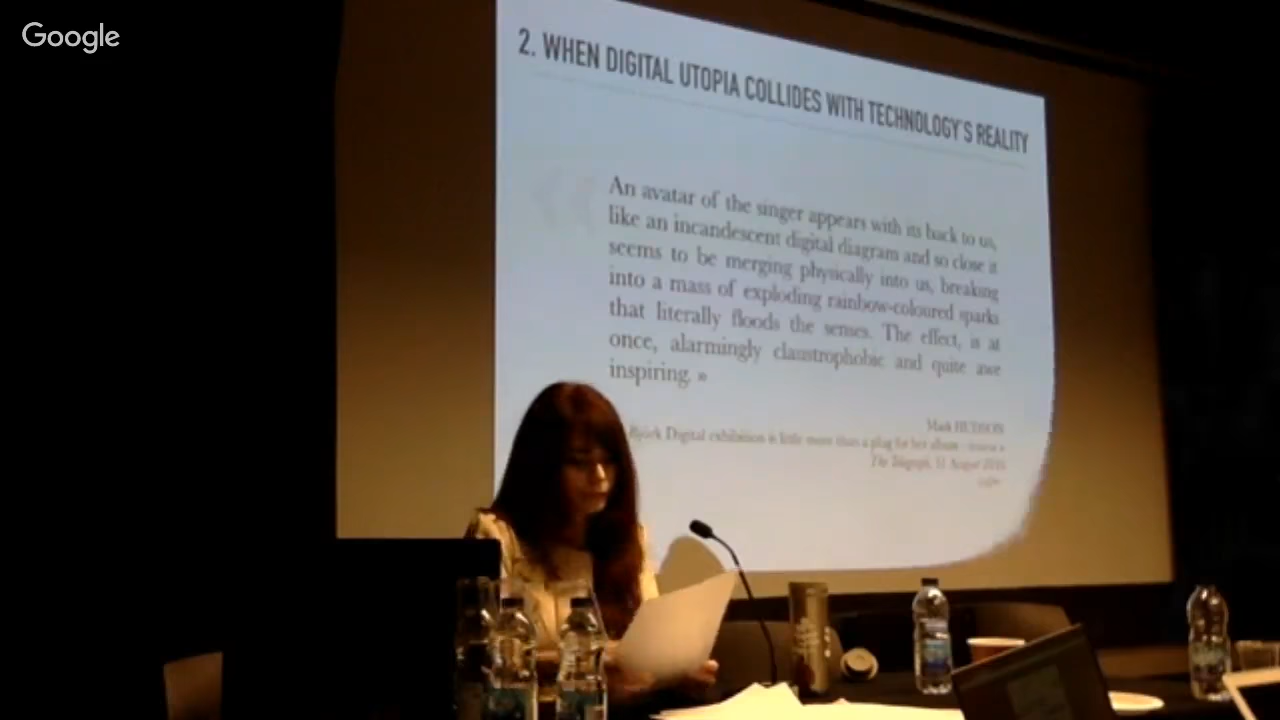 Google
2. WHEN DIGITAL UTOPIA COLLIDES WITH TECHNOLOGY'S REALITY
An avatar of the singer appears with its back to us,
like an incandescent digital diagram and so close it
seems to be merging physically into us, breaking
into a mass of exploding rainbow-coloured sparks
that literally floods the senses. The effect, is at
once, alarmingly claustrophobic and quite awe
inspiring. »
Mark HUDSON
Björk Digital exhibition is little more than a plug for her album
The Telegraph, 31 August